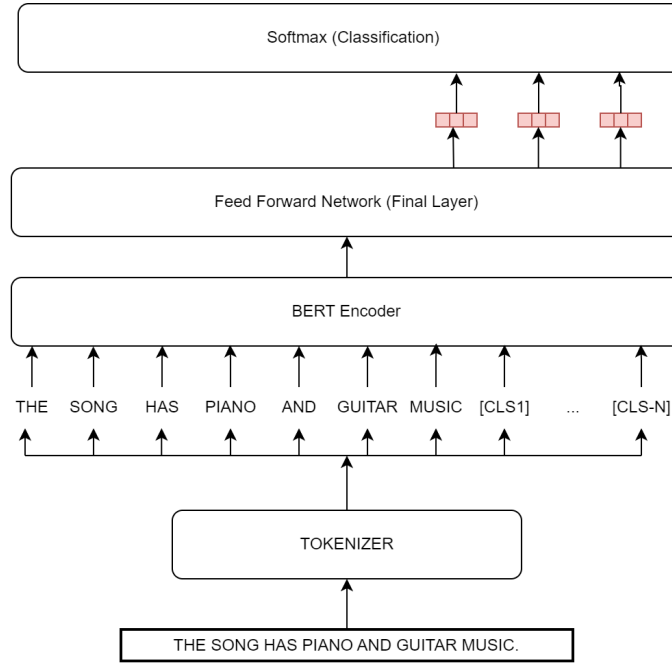 Softmax (Classification)
Feed Forward Network (Final Layer)
BERT Encoder
THE SONG HAS PIANO AND GUITAR MUSIC [CLS1] ... [CLS-N]
TOKENIZER
THE SONG HAS PIANO AND GUITAR MUSIC.